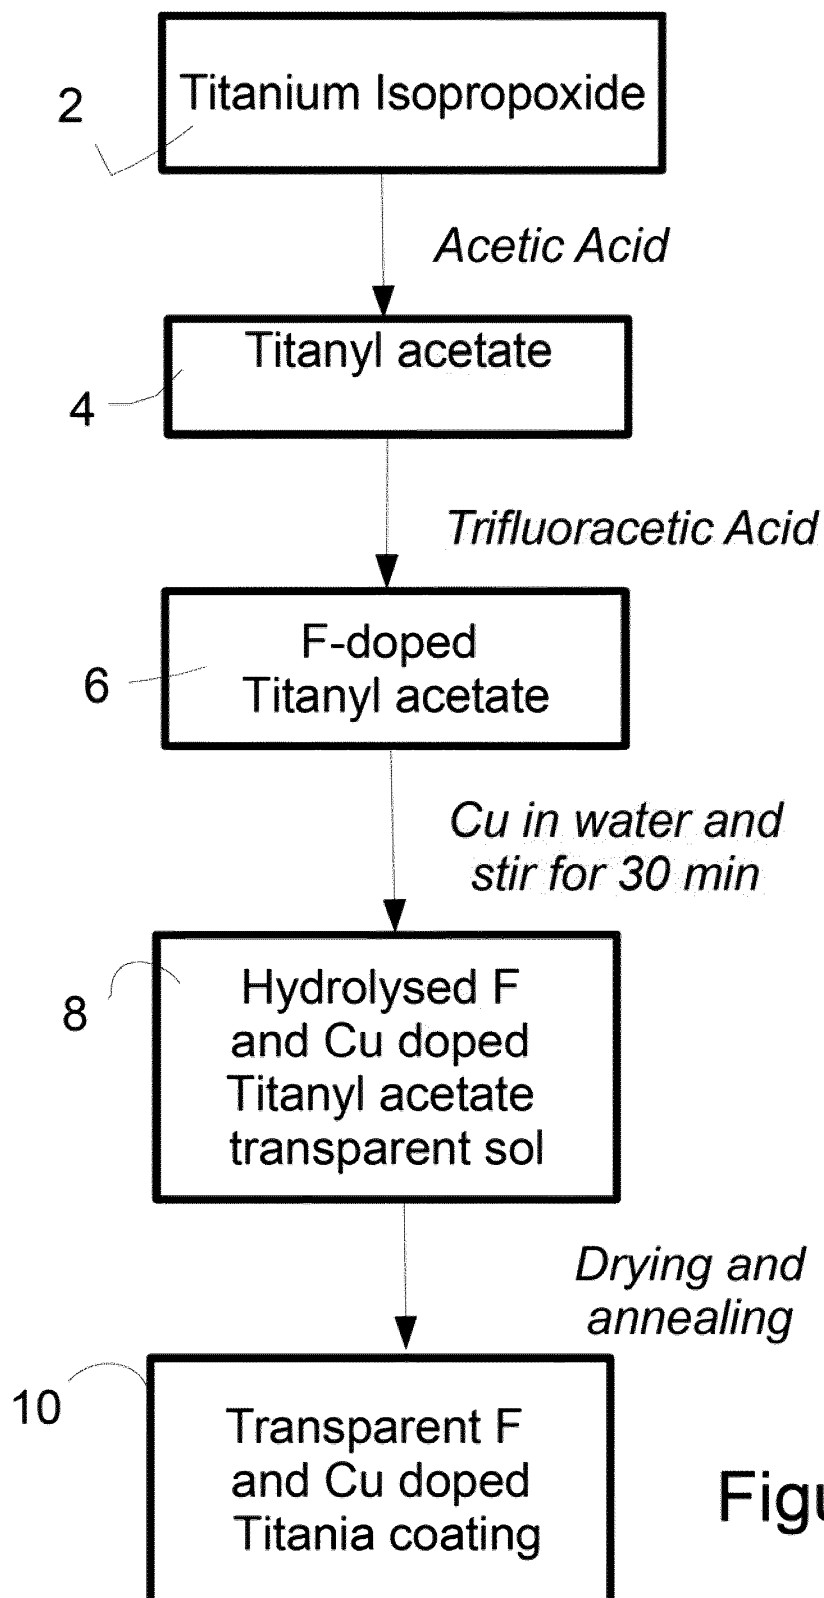 Titanium Isopropoxide
2
Acetic Acid
Titanyl acetate
4
Trifluoracetic Acid
F-doped
Titanyl acetate
6
Cu in water and
stir for 30 min
Hydrolysed F
and Cu doped
Titanyl acetate
transparent sol
8
Drying and
annealing
10
Transparent F
and Cu doped
Titania coating